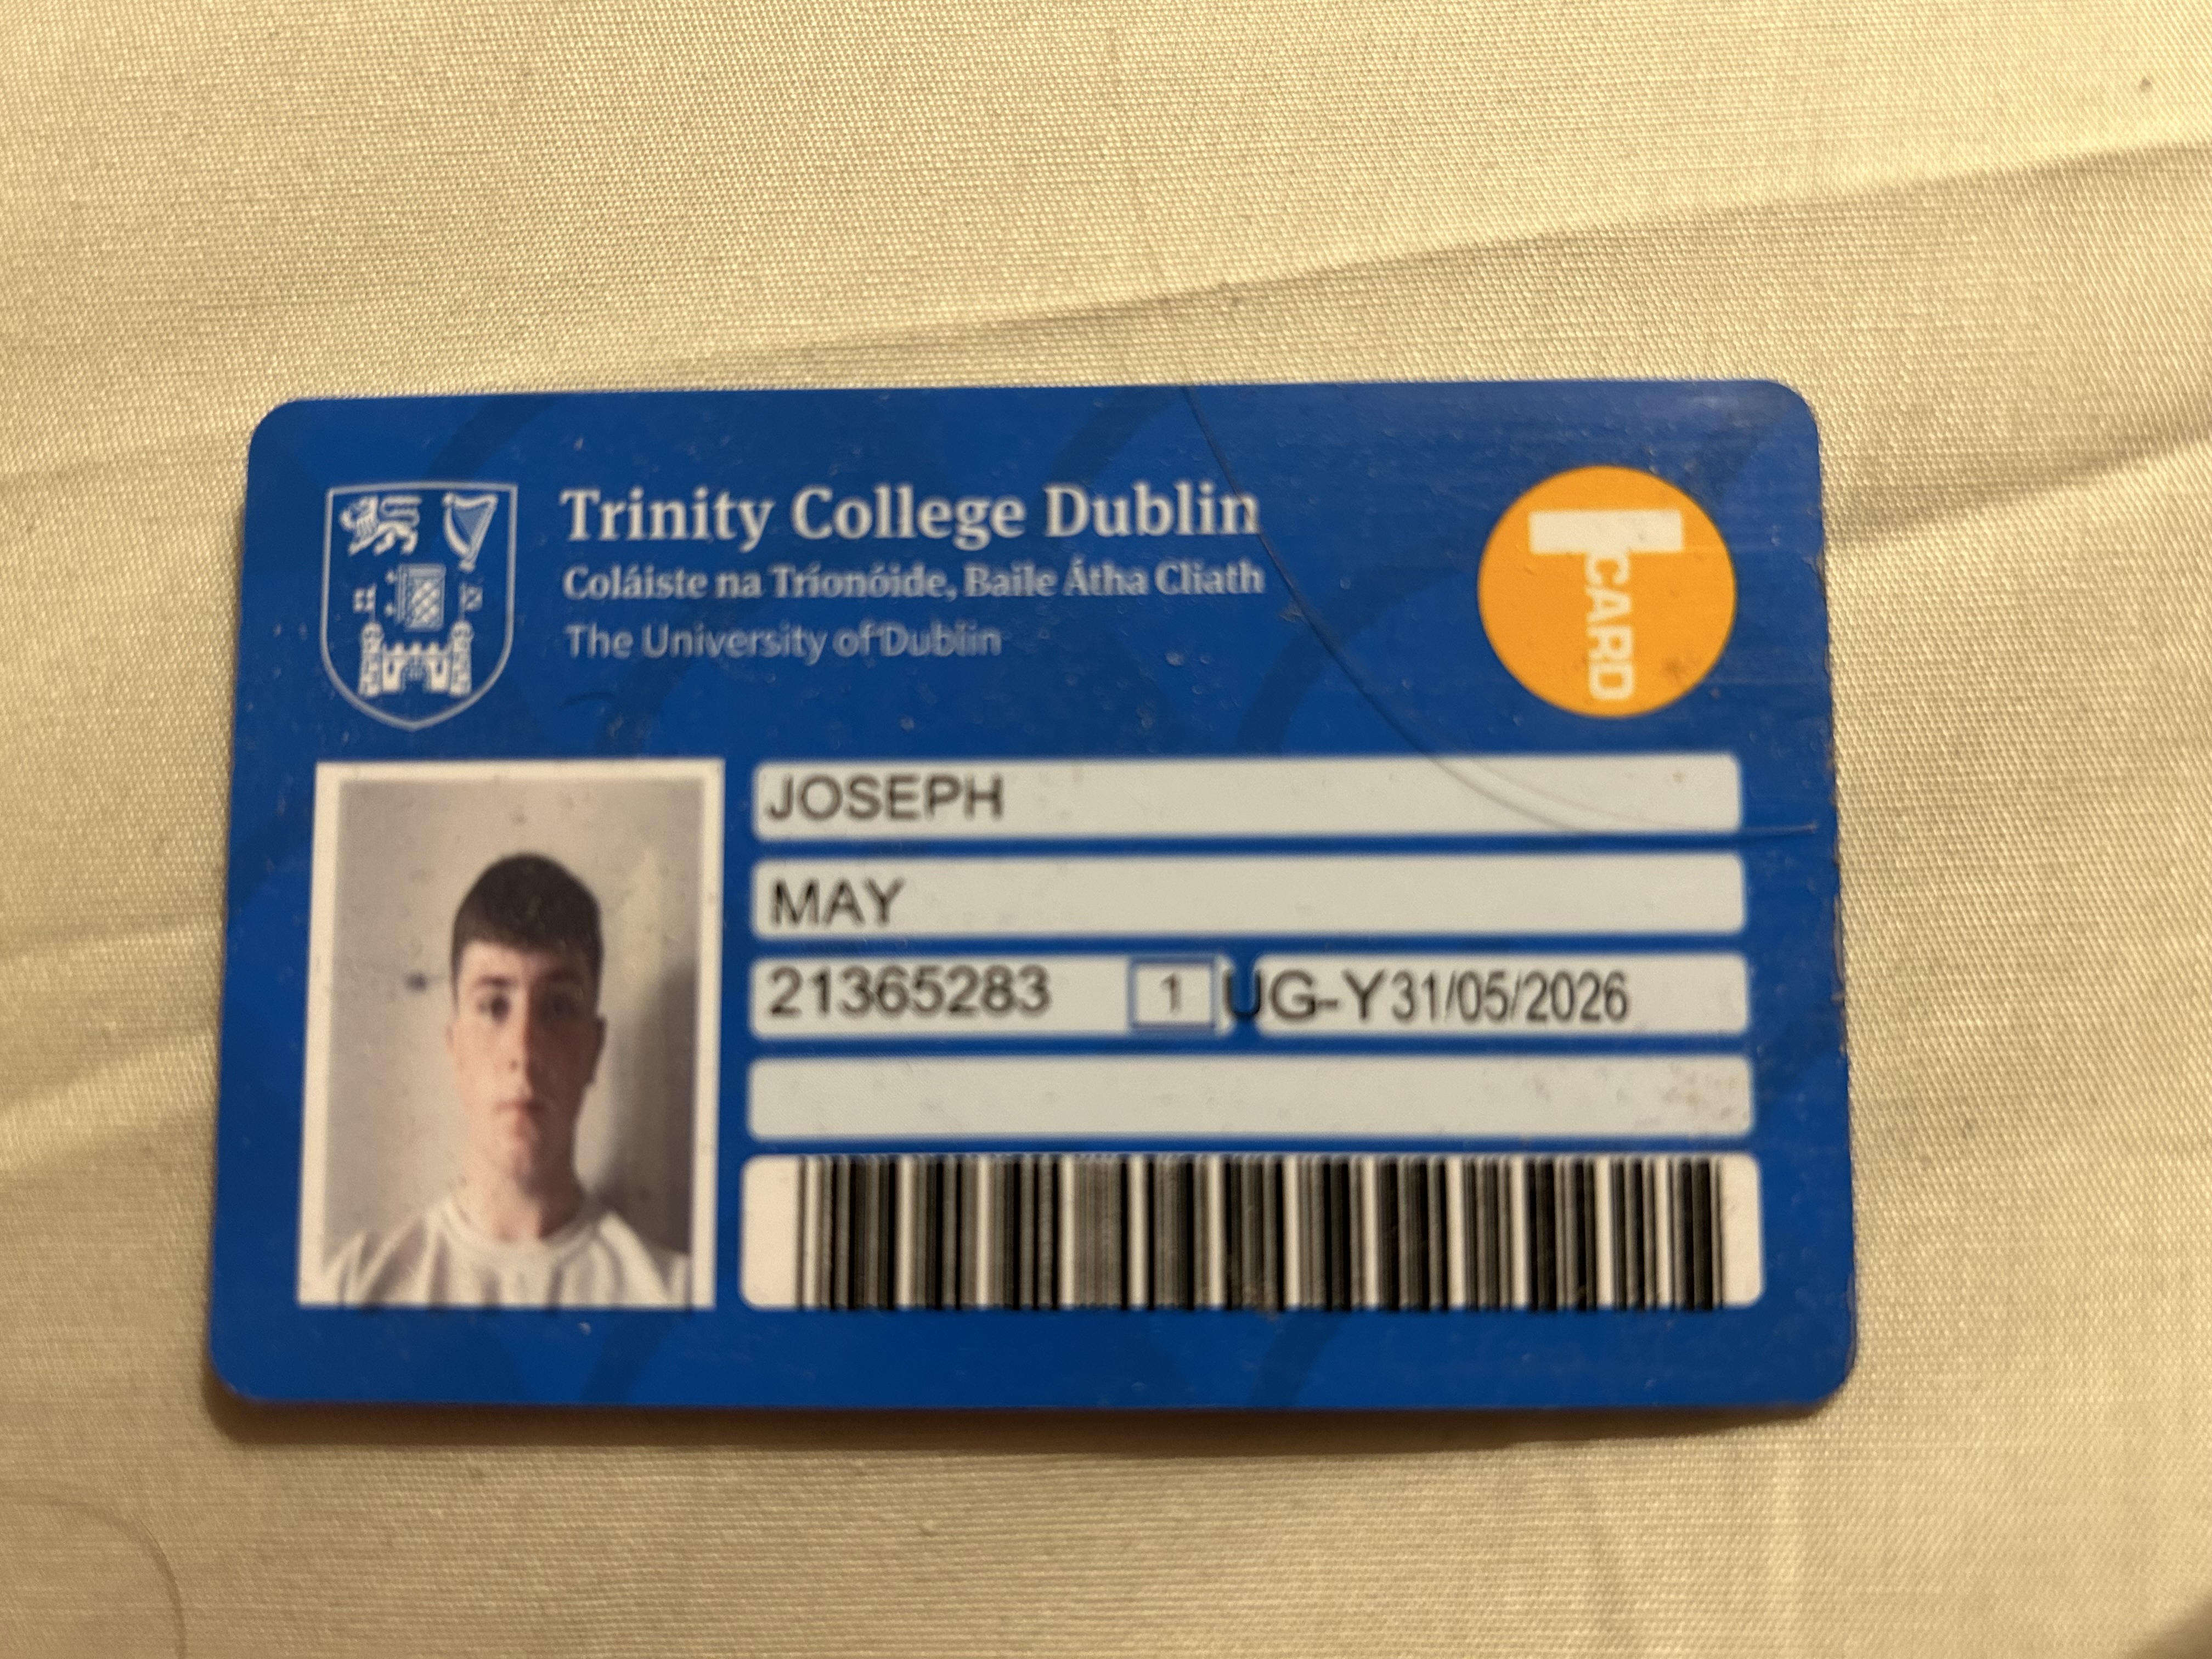 Trinity College Dublin
Coláiste na Tríonóide, Baile Átha Cliath
The University of Dublin
T
CARD
JOSEPH
MAY
21365283 1 UG-Y 31/05/2026